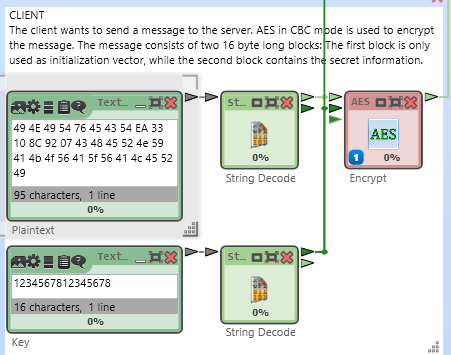 CLIENT
The client wants to send a message to the server. AES in CBC mode is used to encrypt
the message. The message consists of two 16 byte long blocks: The first block is only
used as initialization vector, while the second block contains the secret information.
Text...
49 4E 49 54 76 45 43 54 EA 33
10 8C 92 07 43 48 45 52 4e 59
41 4b 4f 56 41 5f 56 41 4c 45 52
49
95 characters, 1 line
0%
Plaintext
St...
0%
String Decode
AES
AES
1
0%
Encrypt
Text...
1234567812345678
16 characters, 1 line
0%
Key
St...
0%
String Decode